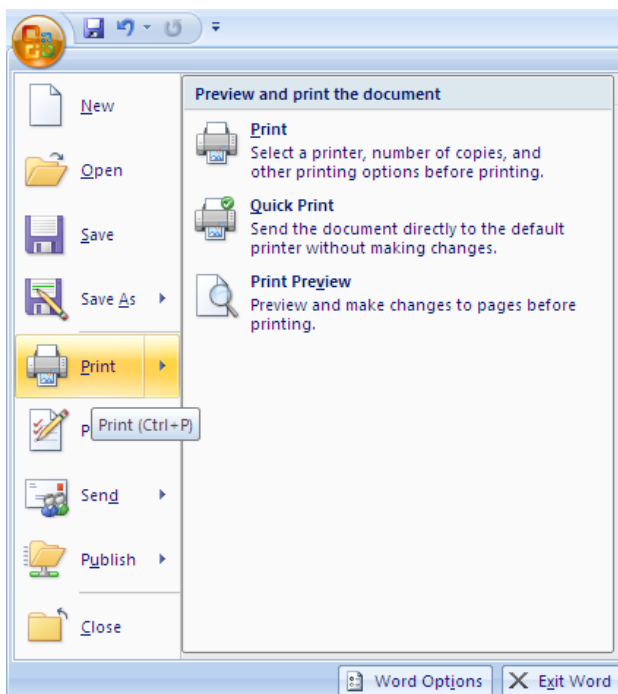 New
Open
Save
Save As
Print
P
Print (Ctrl+P)
Send
Publish
Close
Preview and print the document
Print
Select a printer, number of copies, and
other printing options before printing.
Quick Print
Send the document directly to the default
printer without making changes.
Print Preview
Preview and make changes to pages before
printing.
Word Options
Exit Word